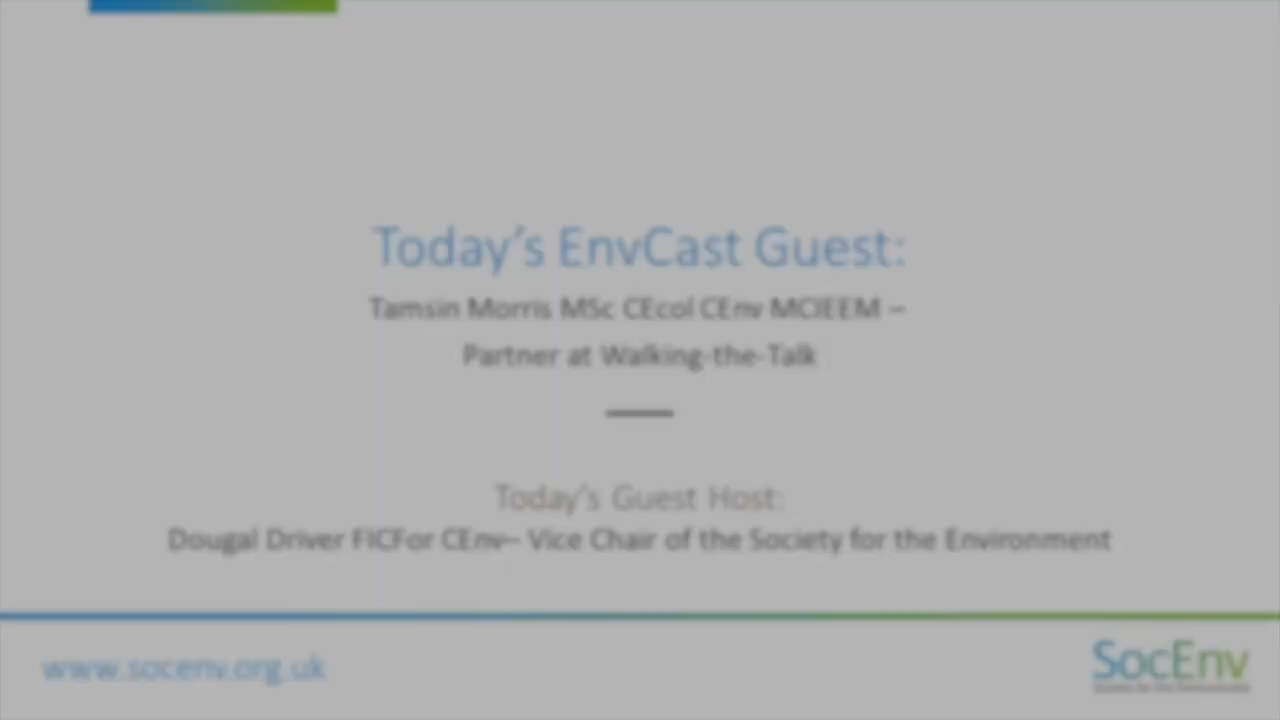 Today's EnvCast Guest:
Tamsin Morris MSc CEcol CEnv MCIEEM –
Partner at Walking-the-Talk
Today's Guest Host:
Dougal Driver FICFor CEnv– Vice Chair of the Society for the Environment
www.socenv.org.uk
SocEnv